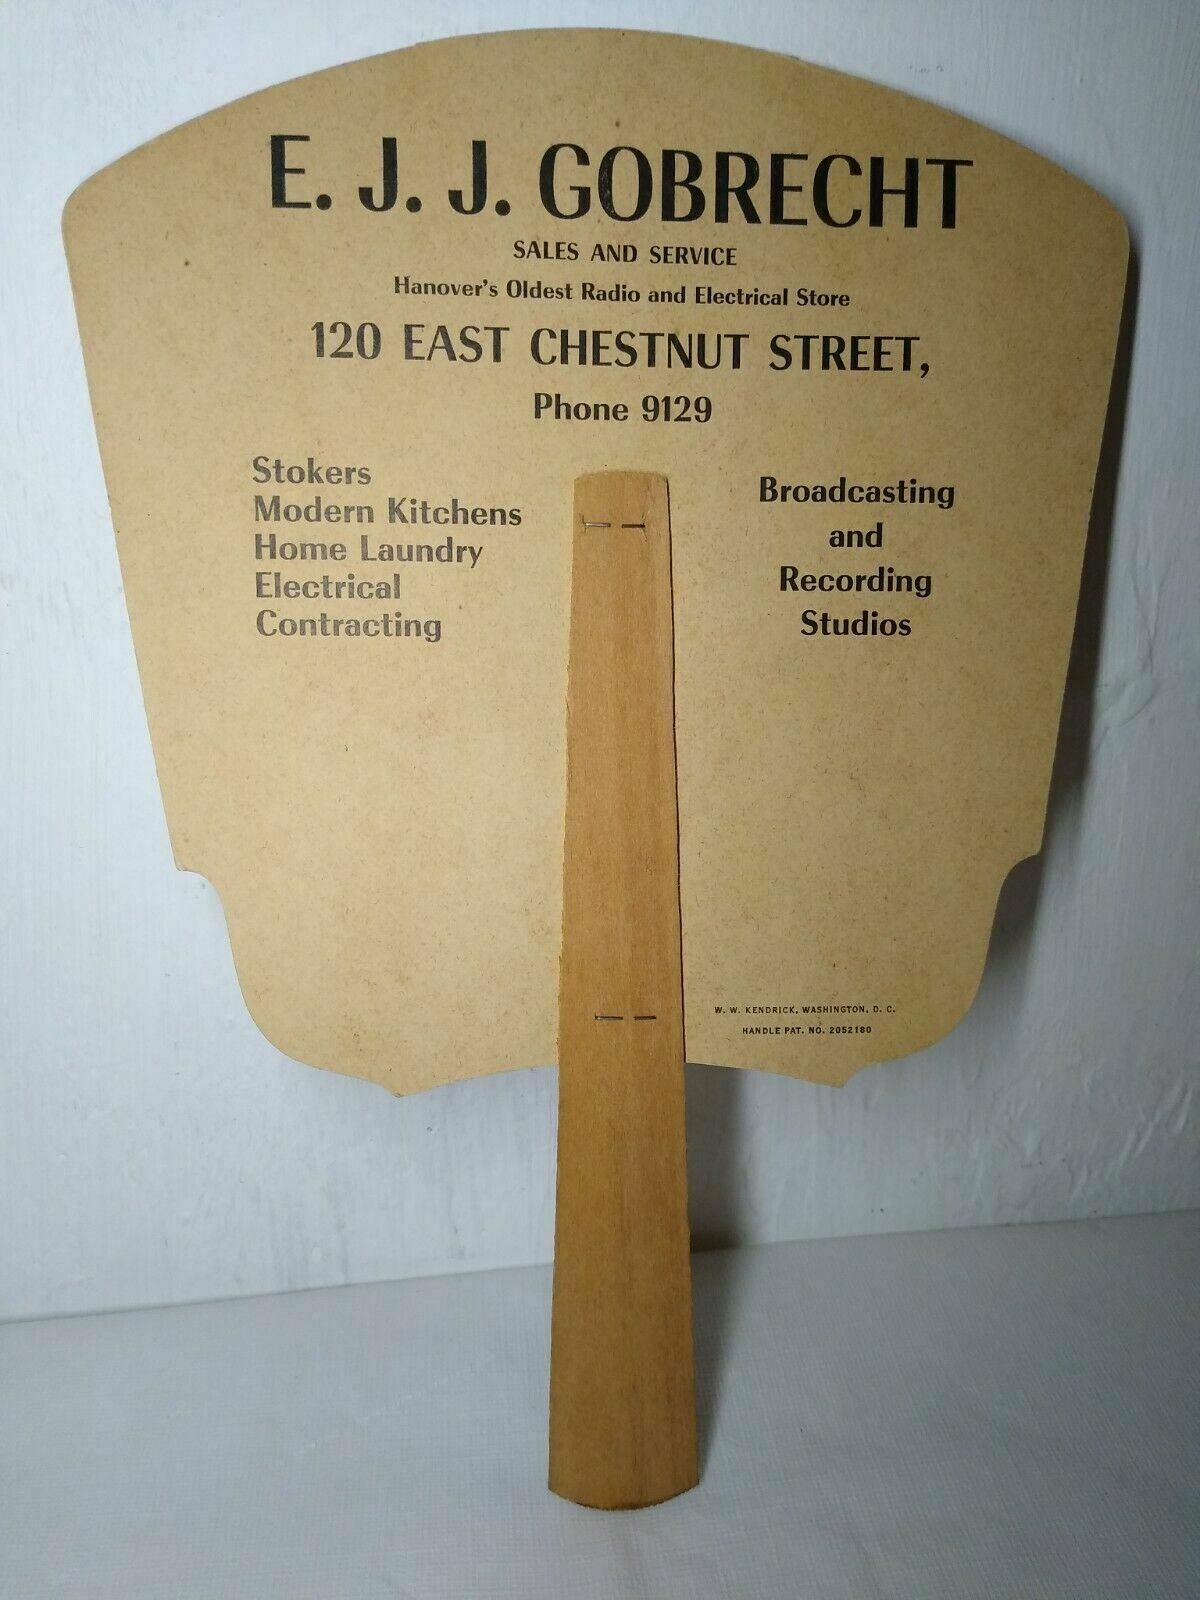 E. J. J. GOBRECHT
SALES AND SERVICE
Hanover's Oldest Radio and Electrical Store
120 EAST CHESTNUT STREET,
Phone 9129
Stokers
Modern Kitchens
Home Laundry
Electrical
Contracting
Broadcasting
and
Recording
Studios
W. W. KENDRICK, WASHINGTON, D. C.
HANDLE PAT. NO. 2052180